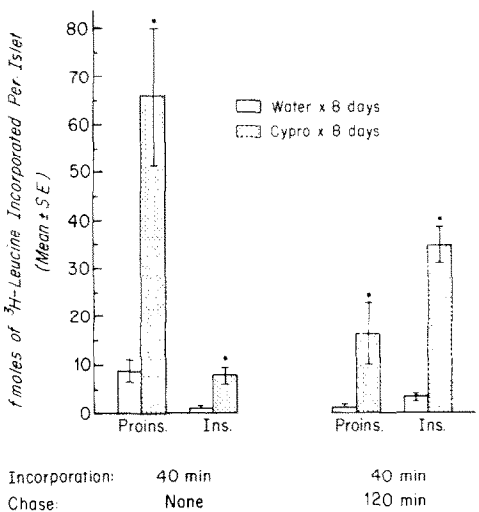 f moles of ³H-Leucine Incorporated Per Islet
(Mean ± SE)
80
70
60
50
40
30
20
10
0
Water x 8 days
Cypro x 8 days
Proins. Ins. Proins. Ins.
Incorporation: 40 min 40 min
Chase: None 120 min